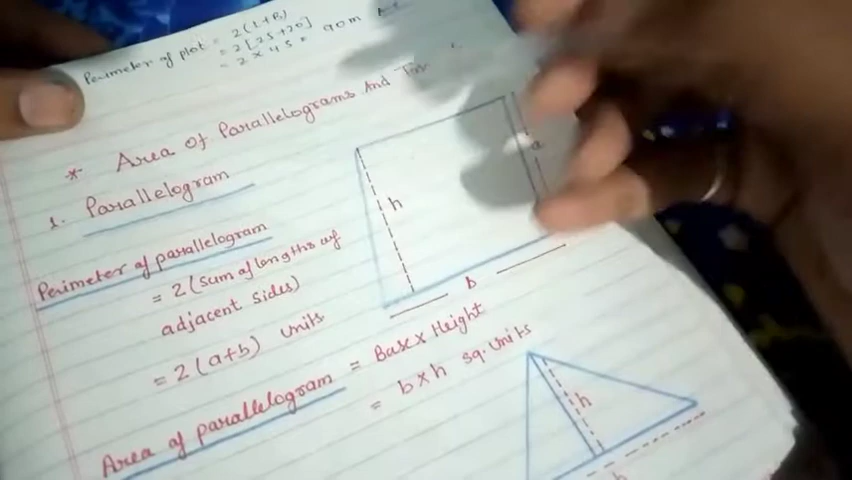 Perimeter of plot = 2(l+b)
= 2[25+20]
= 2 x 45 = 90m
* Area Of Parallelograms And
1. Parallelogram
a
h
b
Perimeter of parallelogram
= 2 (sum of lengths of
adjacent sides)
= 2(a+b) units
Area of parallelogram = Base x Height
= b x h sq. units
h
b